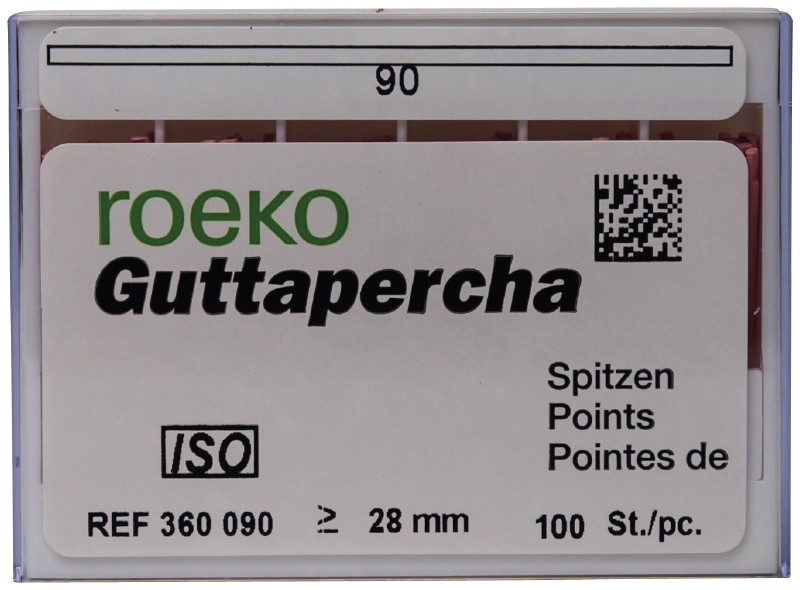 90
roeko
Guttapercha
Spitzen
Points
Pointes de
ISO
REF 360 090 ≥ 28 mm 100 St./pc.